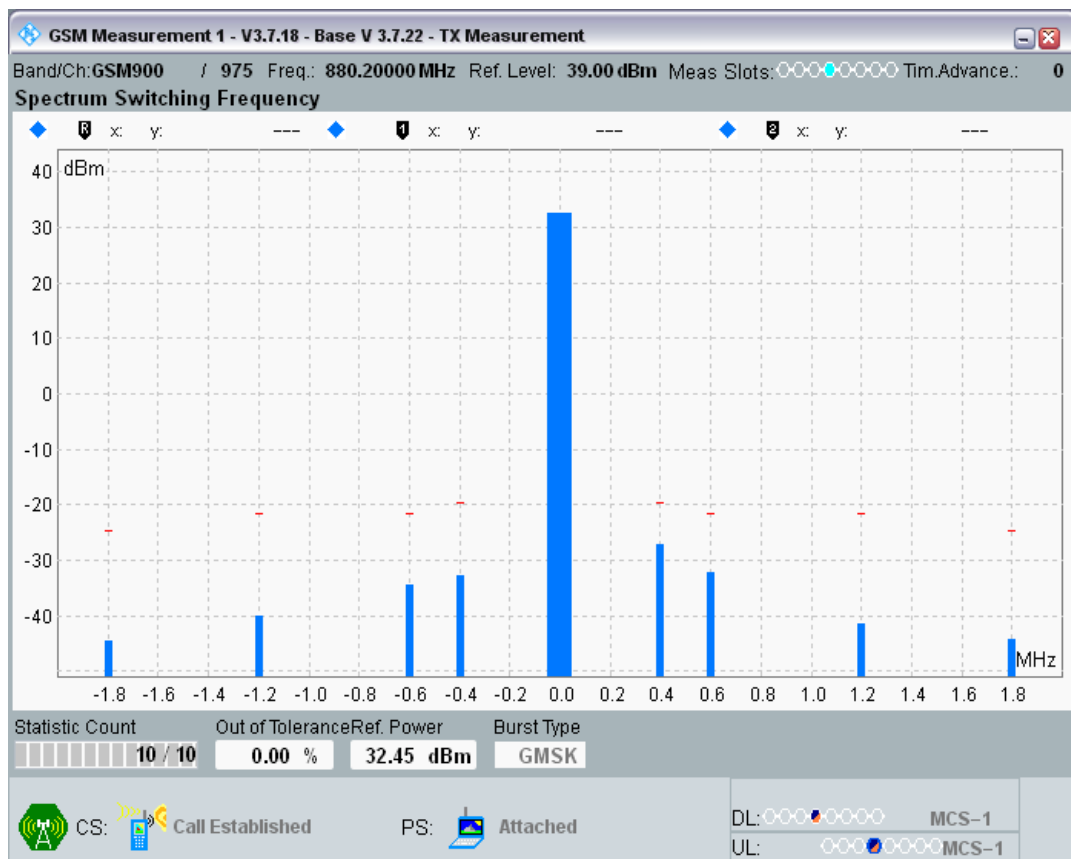 GSM Measurement 1 - V3.7.18 - Base V 3.7.22 - TX Measurement
Band/Ch:GSM900 / 975 Freq.: 880.20000 MHz Ref. Level: 39.00 dBm Meas Slots: Tim.Advance.: 0
Spectrum Switching Frequency
R x: y: --- 1 x: y: --- 2 x: y: ---
dBm
40
30
20
10
0
-10
-20
-30
-40
MHz
-1.8 -1.6 -1.4 -1.2 -1.0 -0.8 -0.6 -0.4 -0.2 0.0 0.2 0.4 0.6 0.8 1.0 1.2 1.4 1.6 1.8
Statistic Count Out of Tolerance Ref. Power Burst Type
10 / 10 0.00 % 32.45 dBm GMSK
CS: Call Established PS: Attached
DL: MCS-1
UL: MCS-1